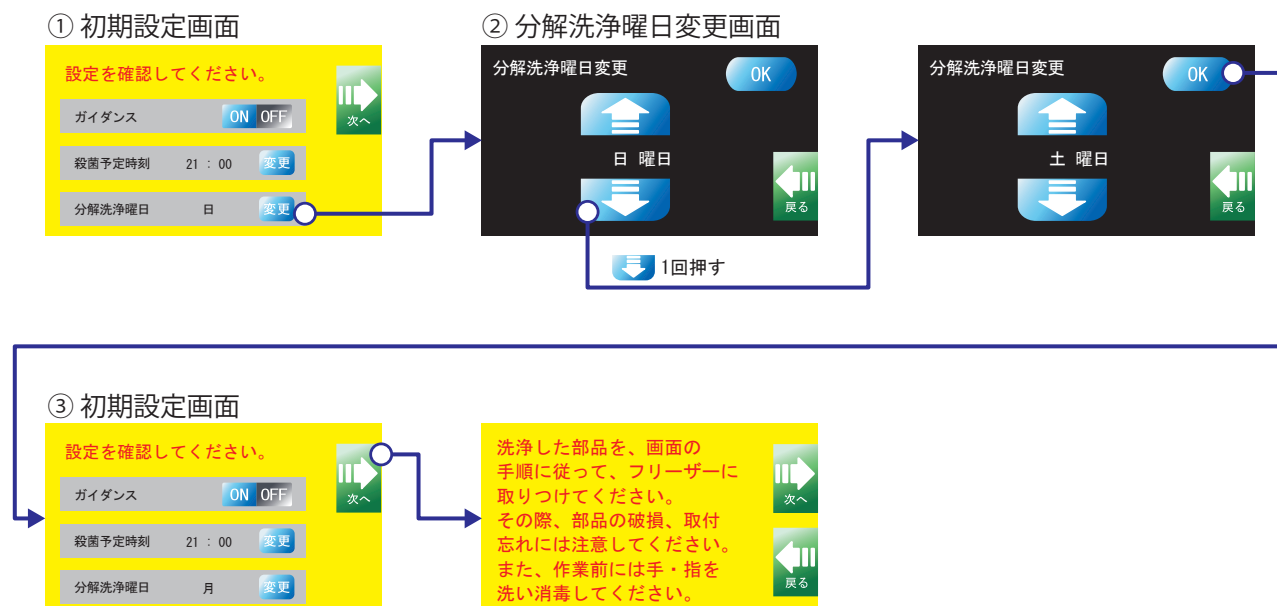 ① 初期設定画面
設定を確認してください。
次へ
ガイダンス ON OFF
殺菌予定時刻 21 : 00 変更
分解洗浄曜日 日 変更
② 分解洗浄曜日変更画面
分解洗浄曜日変更 OK
日 曜日
戻る
1回押す
分解洗浄曜日変更 OK
土 曜日
戻る
③ 初期設定画面
設定を確認してください。
次へ
ガイダンス ON OFF
殺菌予定時刻 21 : 00 変更
分解洗浄曜日 月 変更
洗浄した部品を、画面の
手順に従って、フリーザーに
取りつけてください。
その際、部品の破損、取付
忘れには注意してください。
また、作業前には手・指を
洗い消毒してください。
次へ
戻る